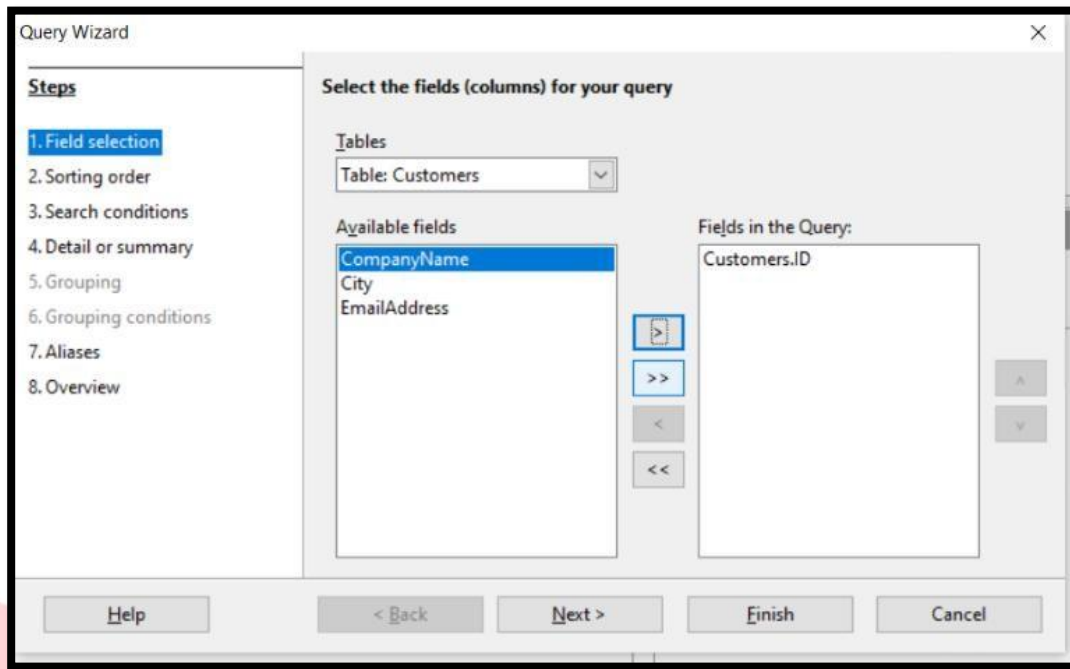 Query Wizard
Steps
1. Field selection
2. Sorting order
3. Search conditions
4. Detail or summary
5. Grouping
6. Grouping conditions
7. Aliases
8. Overview
Select the fields (columns) for your query
Tables
Table: Customers
Available fields
CompanyName
City
EmailAddress
>
>>
<
<<
Fields in the Query:
Customers.ID
Help
< Back
Next >
Finish
Cancel